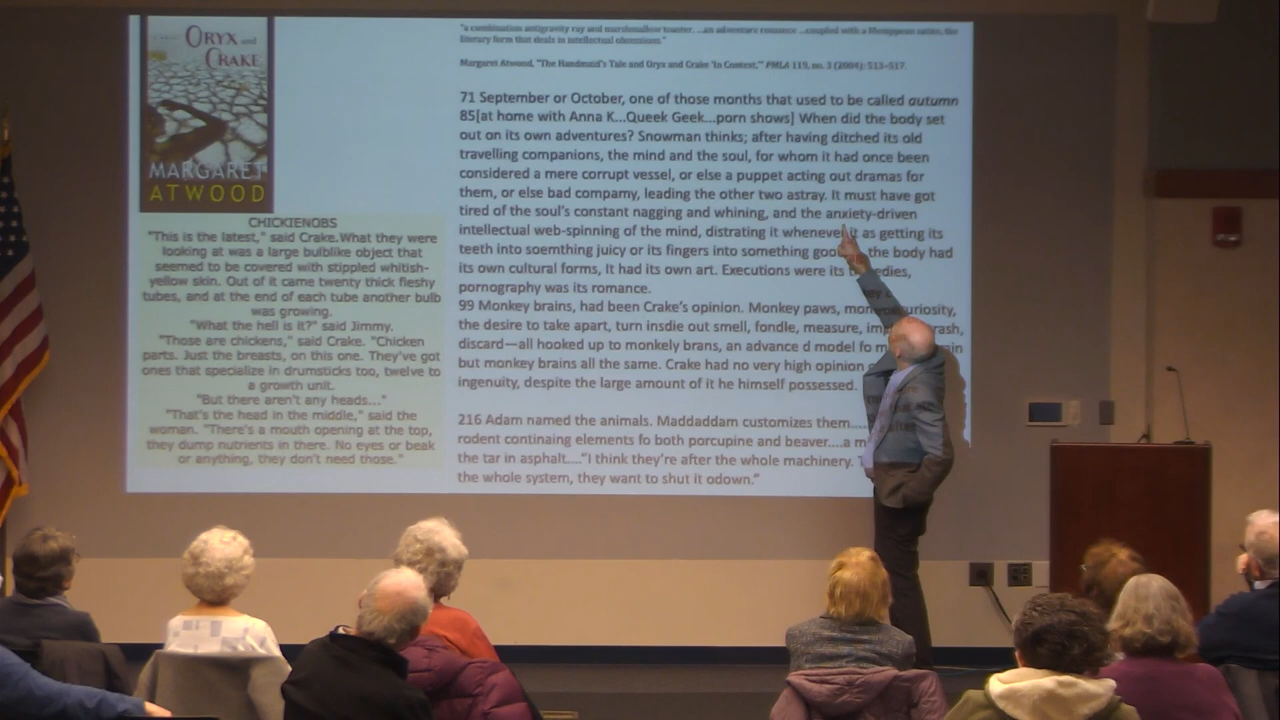 ORYX and
CRAKE
MARGARET
ATWOOD
CHICKIENOBS
"This is the latest," said Crake.What they were
looking at was a large bulblike object that
seemed to be covered with stippled whitish-
yellow skin. Out of it came twenty thick fleshy
tubes, and at the end of each tube another bulb
was growing.
"What the hell is it?" said Jimmy.
"Those are chickens," said Crake. "Chicken
parts. Just the breasts, on this one. They've got
ones that specialize in drumsticks too, twelve to
a growth unit.
"But there aren't any heads..."
"That's the head in the middle," said the
woman. "There's a mouth opening at the top,
they dump nutrients in there. No eyes or beak
or anything, they don't need those."
"a combination antigravity ray and marshmallow toaster. ...an adventure romance ...coupled with a Menippean satire, the
literary form that deals in intellectual obsessions."
Margaret Atwood, "The Handmaid's Tale and Oryx and Crake 'In Context,'" PMLA 119, no. 3 (2004): 513-517.
71 September or October, one of those months that used to be called autumn
85[at home with Anna K...Queek Geek...porn shows] When did the body set
out on its own adventures? Snowman thinks; after having ditched its old
travelling companions, the mind and the soul, for whom it had once been
considered a mere corrupt vessel, or else a puppet acting out dramas for
them, or else bad compamy, leading the other two astray. It must have got
tired of the soul's constant nagging and whining, and the anxiety-driven
intellectual web-spinning of the mind, distrating it whenever it as getting its
teeth into soemthing juicy or its fingers into something the body had
its own cultural forms, It had its own art. Executions were its
pornography was its romance.
99 Monkey brains, had been Crake's opinion. Monkey paws,
the desire to take apart, turn insdie out smell, fondle, measure,
discard—all hooked up to monkely brans, an advance d model fo
but monkey brains all the same. Crake had no very high opinion
ingenuity, despite the large amount of it he himself possessed.
216 Adam named the animals. Maddaddam customizes them....
rodent continaing elements fo both porcupine and beaver....a
the tar in asphalt...."I think they're after the whole machinery.
the whole system, they want to shut it odown."